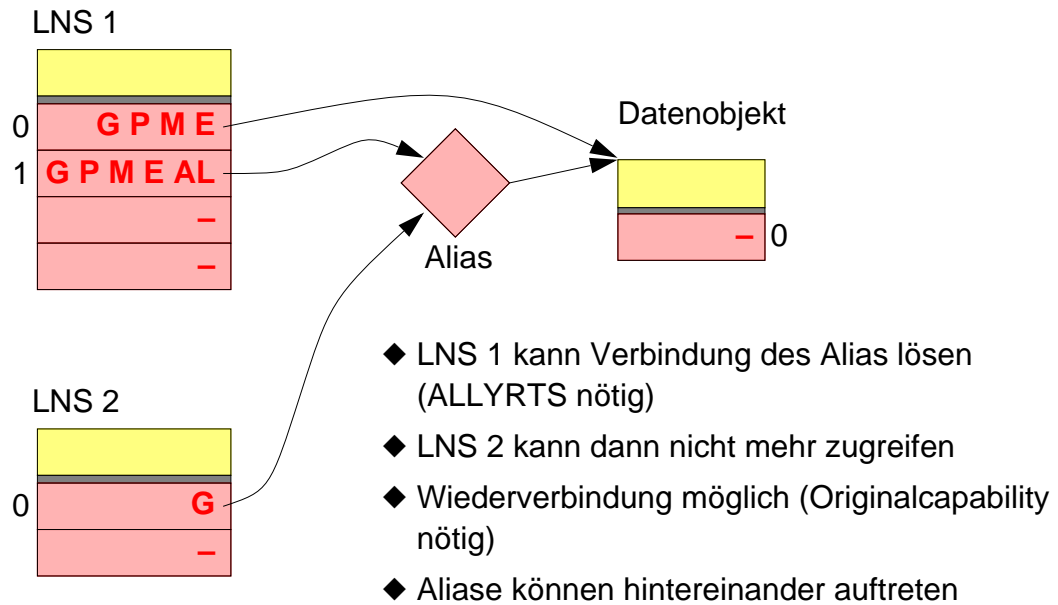 LNS 1
0 G P M E
1 G P M E AL
–
–
Alias
Datenobjekt
– 0
LNS 2
0 G
–
◆ LNS 1 kann Verbindung des Alias lösen
(ALLYRTS nötig)
◆ LNS 2 kann dann nicht mehr zugreifen
◆ Wiederverbindung möglich (Originalcapability
nötig)
◆ Aliase können hintereinander auftreten